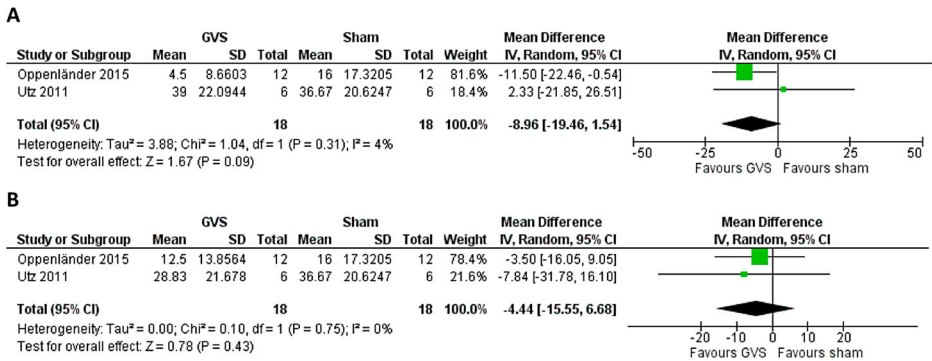 A
GVS Sham Mean Difference Mean Difference
Study or Subgroup Mean SD Total Mean SD Total Weight IV, Random, 95% CI IV, Random, 95% CI
Oppenländer 2015 4.5 8.6603 12 16 17.3205 12 81.6% -11.50 [-22.46, -0.54]
Utz 2011 39 22.0944 6 36.67 20.6247 6 18.4% 2.33 [-21.85, 26.51]
Total (95% CI) 18 18 100.0% -8.96 [-19.46, 1.54]
Heterogeneity: Tau² = 3.88; Chi² = 1.04, df = 1 (P = 0.31); I² = 4%
Test for overall effect: Z = 1.67 (P = 0.09)
-50 -25 0 25 50
Favours GVS Favours sham
B
GVS Sham Mean Difference Mean Difference
Study or Subgroup Mean SD Total Mean SD Total Weight IV, Random, 95% CI IV, Random, 95% CI
Oppenländer 2015 12.5 13.8564 12 16 17.3205 12 78.4% -3.50 [-16.05, 9.05]
Utz 2011 28.83 21.678 6 36.67 20.6247 6 21.6% -7.84 [-31.78, 16.10]
Total (95% CI) 18 18 100.0% -4.44 [-15.55, 6.68]
Heterogeneity: Tau² = 0.00; Chi² = 0.10, df = 1 (P = 0.75); I² = 0%
Test for overall effect: Z = 0.78 (P = 0.43)
-20 -10 0 10 20
Favours GVS Favours sham